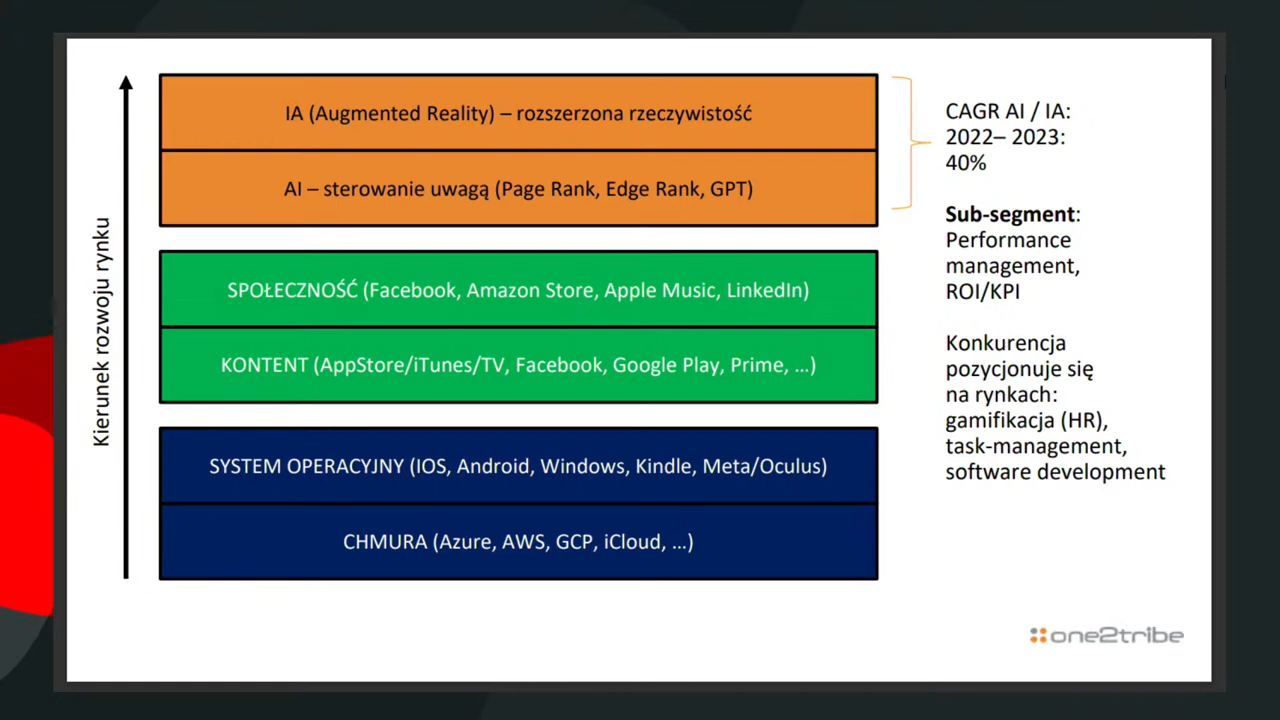 IA (Augmented Reality) – rozszerzona rzeczywistość
AI – sterowanie uwagą (Page Rank, Edge Rank, GPT)
SPOŁECZNOŚĆ (Facebook, Amazon Store, Apple Music, LinkedIn)
KONTENT (AppStore/iTunes/TV, Facebook, Google Play, Prime, ...)
SYSTEM OPERACYJNY (IOS, Android, Windows, Kindle, Meta/Oculus)
CHMURA (Azure, AWS, GCP, iCloud, ...)
Kierunek rozwoju rynku
CAGR AI / IA:
2022– 2023:
40%
Sub-segment:
Performance
management,
ROI/KPI
Konkurencja
pozycjonuje się
na rynkach:
gamifikacja (HR),
task-management,
software development
one2tribe